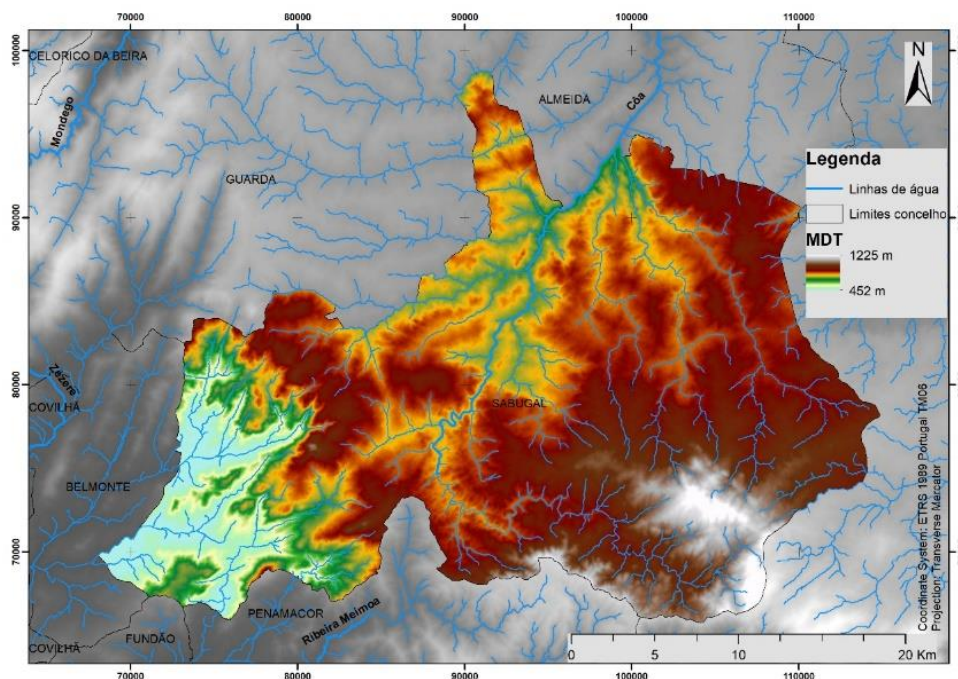 70000 80000 90000 100000 110000
100000 100000
CELORICO DA BEIRA
N
ALMEIDA
Côa
Mondego
Legenda
Linhas de água
Limites concelho
MDT
1225 m
452 m
GUARDA
90000
80000
Zêzere
COVILHÃ
SABUGAL
BELMONTE
70000
PENAMACOR
Ribeira Meimoa
FUNDÃO
COVILHÃ
Coordinate System: ETRS 1989 Portugal TM06
Projection: Transverse Mercator
0 5 10 20 Km
70000 80000 90000 100000 110000